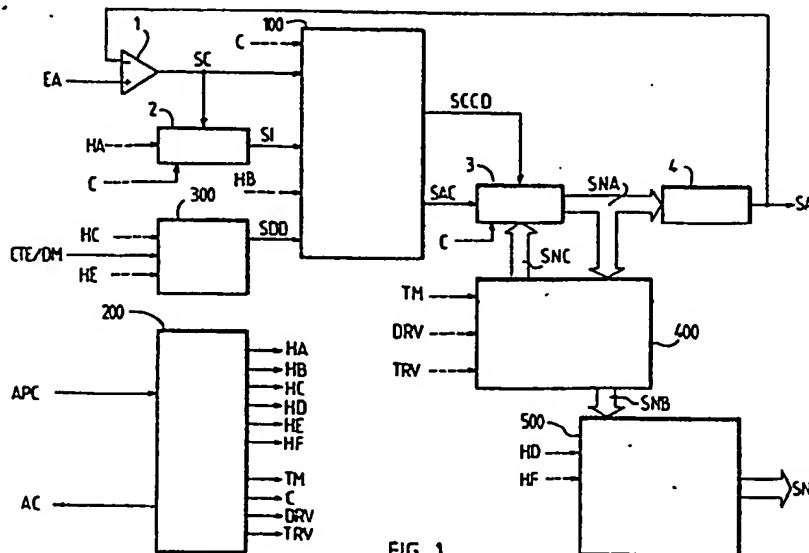 1
100
C
SC
SCCD
EA
2
HA
SI
C
HB
3
SNA
4
SA
SAC
300
HC
SDD
CTE/DM
HE
C
SNC
TM
DRV
400
TRV
200
HA
HB
APC
HC
HD
HE
HF
SNB
500
HD
HF
TM
AC
C
DRV
TRV
FIG. 1